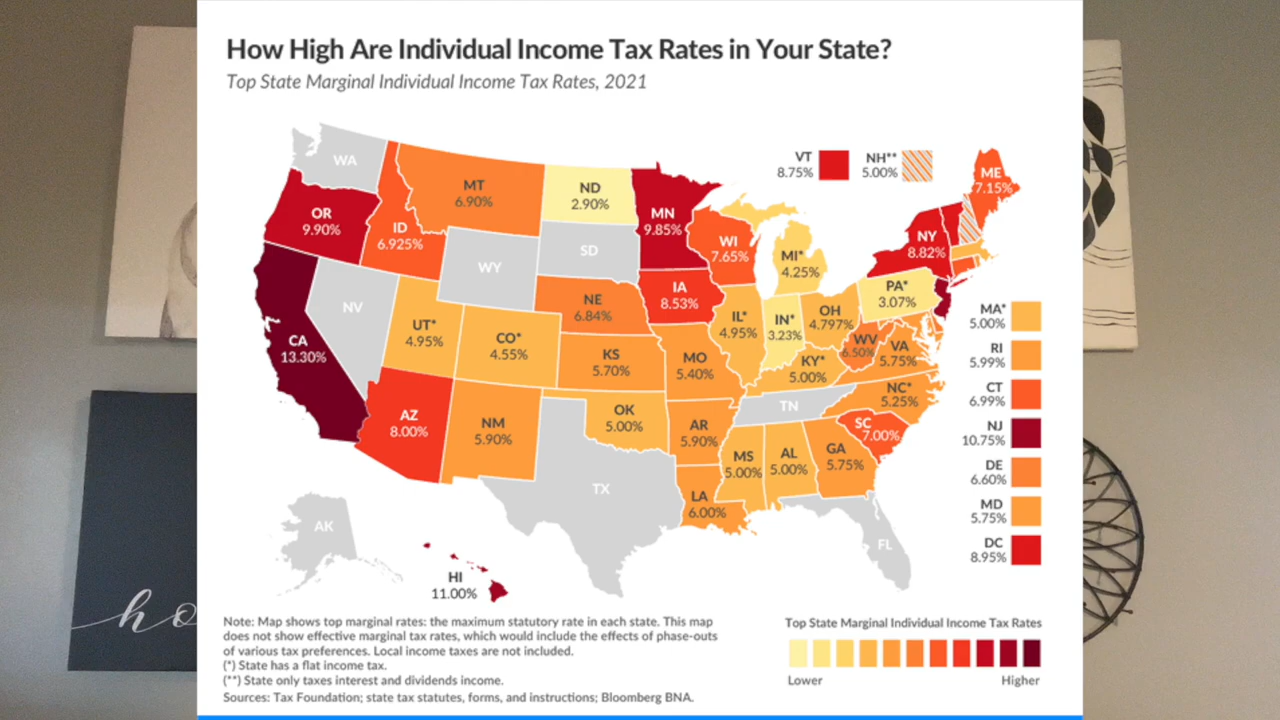 How High Are Individual Income Tax Rates in Your State?
Top State Marginal Individual Income Tax Rates, 2021
WA
MT
6.90%
ND
2.90%
MN
9.85%
VT
8.75%
NH**
5.00%
ME
7.15%
OR
9.90%
ID
6.925%
WY
SD
WI
7.65%
MI*
4.25%
NY
8.82%
NV
UT*
4.95%
CO*
4.55%
NE
6.84%
IA
8.53%
IL*
4.95%
IN*
3.23%
OH
4.797%
PA*
3.07%
CA
13.30%
KS
5.70%
MO
5.40%
KY*
5.00%
WV
6.50%
VA
5.75%
AZ
8.00%
NM
5.90%
OK
5.00%
AR
5.90%
TN
NC*
5.25%
SC
7.00%
TX
LA
6.00%
MS
5.00%
AL
5.00%
GA
5.75%
FL
AK
HI
11.00%
MA*
5.00%
RI
5.99%
CT
6.99%
NJ
10.75%
DE
6.60%
MD
5.75%
DC
8.95%
Note: Map shows top marginal rates: the maximum statutory rate in each state. This map
does not show effective marginal tax rates, which would include the effects of phase-outs
of various tax preferences. Local income taxes are not included.
(*) State has a flat income tax.
(**) State only taxes interest and dividends income.
Sources: Tax Foundation; state tax statutes, forms, and instructions; Bloomberg BNA.
Top State Marginal Individual Income Tax Rates
Lower
Higher
ho